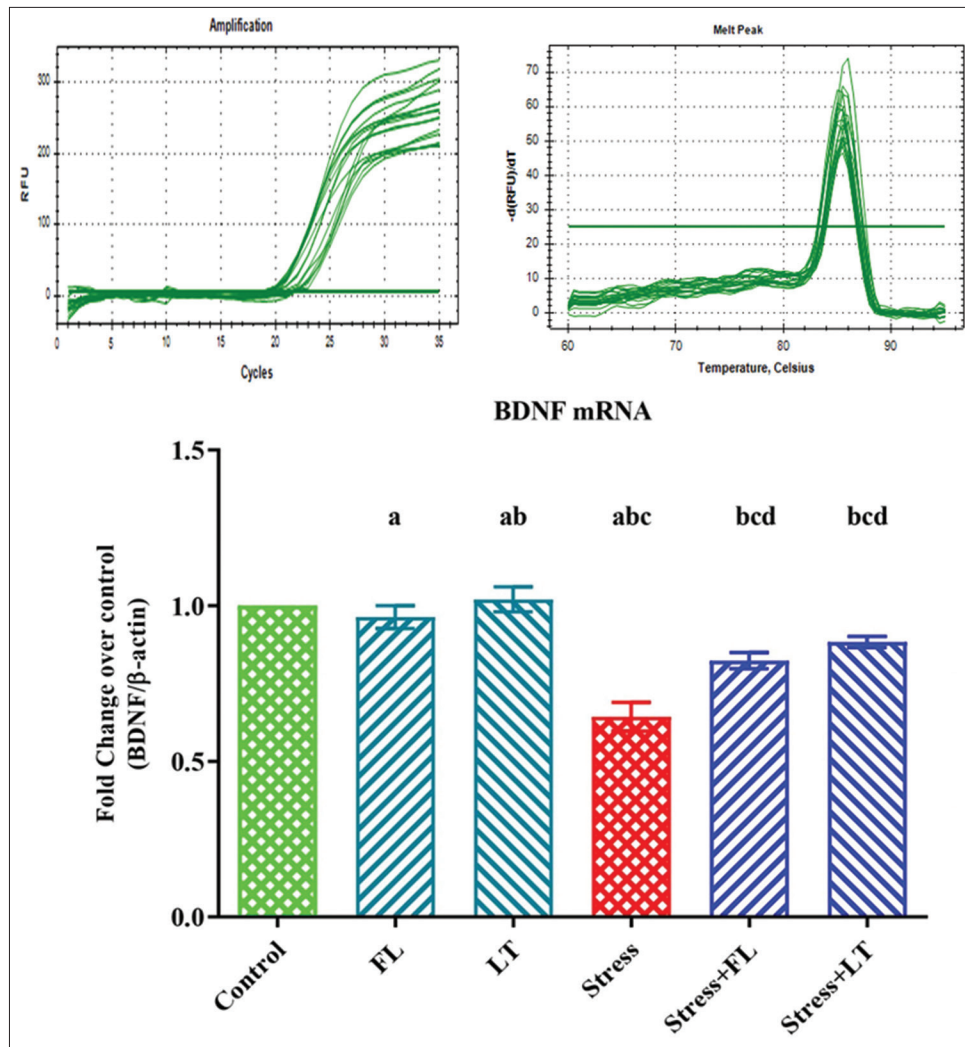 Amplification
300
200
100
0
RFU
0 5 10 15 20 25 30 35
Cycles
Melt Peak
70
60
50
40
30
20
10
0
-d(RFU)/dT
60 70 80 90
Temperature, Celsius
BDNF mRNA
1.5
1.0
0.5
0.0
Fold Change over control
(BDNF/β-actin)
a ab abc bcd bcd
Control FL LT Stress Stress+FL Stress+LT